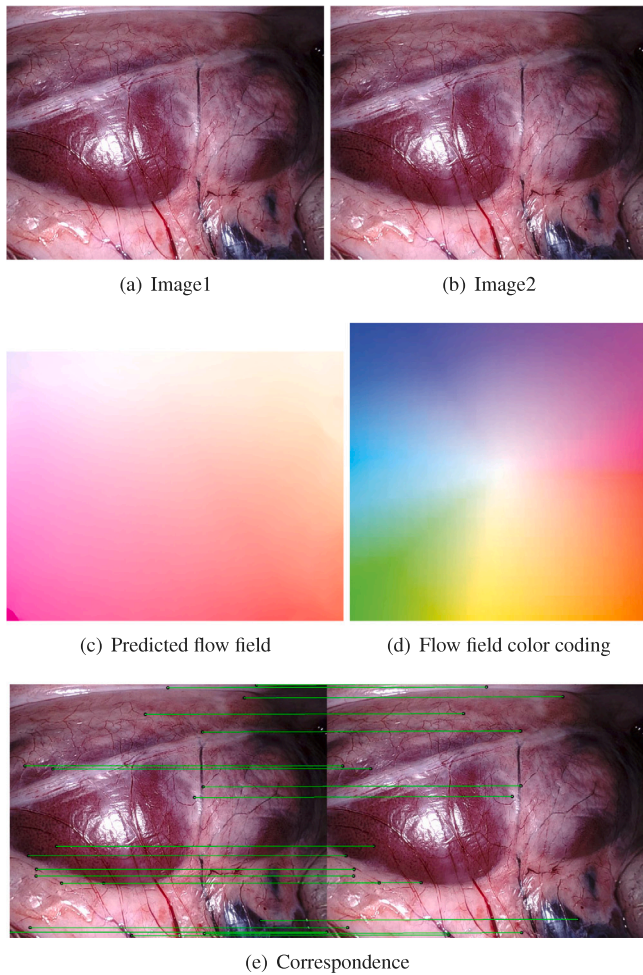 (a) Image1
(b) Image2
(c) Predicted flow field
(d) Flow field color coding
(e) Correspondence